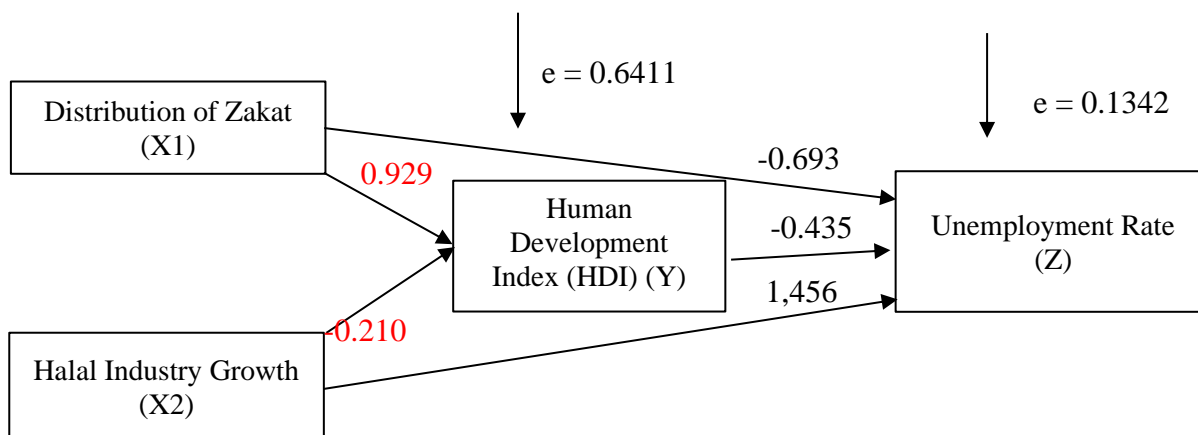 e = 0.6411
e = 0.1342
Distribution of Zakat
(X1)
-0.693
0.929
Human
Development
Index (HDI) (Y)
-0.435
Unemployment Rate
(Z)
1,456
-0.210
Halal Industry Growth
(X2)